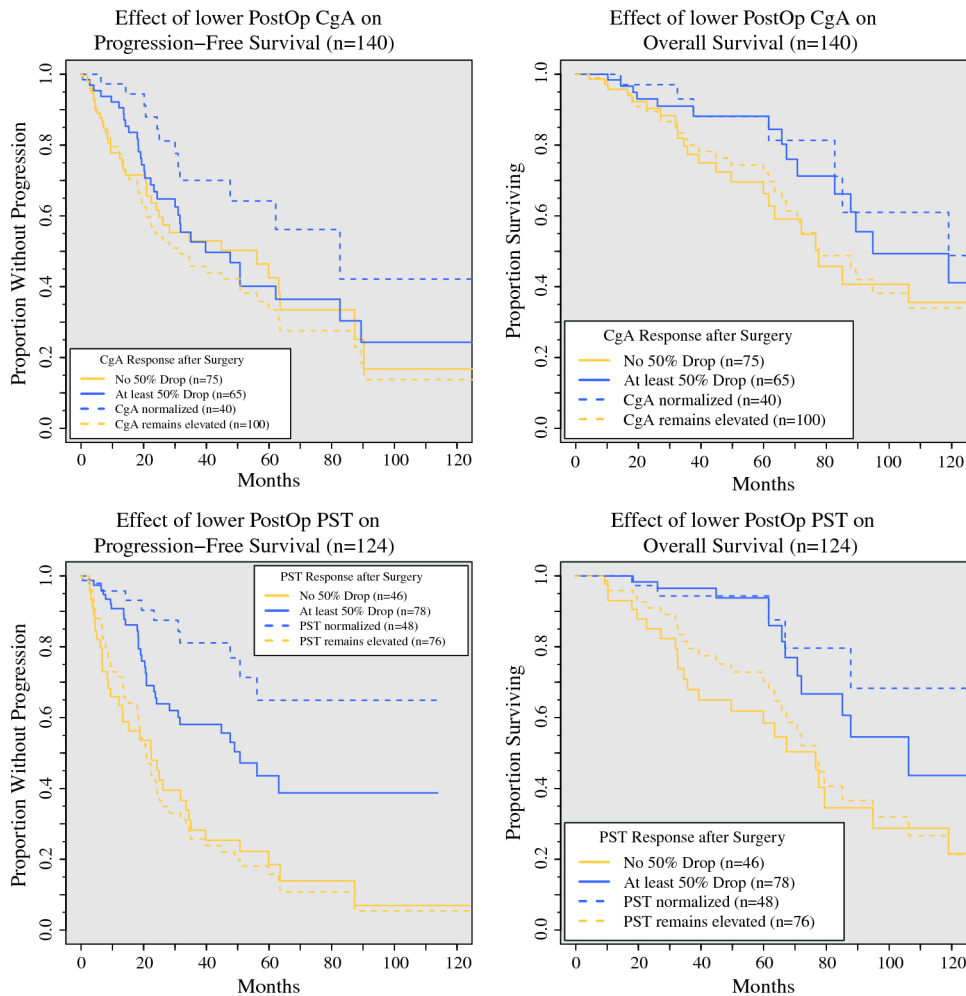 Effect of lower PostOp CgA on
Progression−Free Survival (n=140)
Proportion Without Progression
1.0
0.8
0.6
0.4
0.2
0.0
CgA Response after Surgery
No 50% Drop (n=75)
At least 50% Drop (n=65)
CgA normalized (n=40)
CgA remains elevated (n=100)
0 20 40 60 80 100 120
Months
Effect of lower PostOp CgA on
Overall Survival (n=140)
Proportion Surviving
1.0
0.8
0.6
0.4
0.2
0.0
CgA Response after Surgery
No 50% Drop (n=75)
At least 50% Drop (n=65)
CgA normalized (n=40)
CgA remains elevated (n=100)
0 20 40 60 80 100 120
Months
Effect of lower PostOp PST on
Progression−Free Survival (n=124)
Proportion Without Progression
1.0
0.8
0.6
0.4
0.2
0.0
PST Response after Surgery
No 50% Drop (n=46)
At least 50% Drop (n=78)
PST normalized (n=48)
PST remains elevated (n=76)
0 20 40 60 80 100 120
Months
Effect of lower PostOp PST on
Overall Survival (n=124)
Proportion Surviving
1.0
0.8
0.6
0.4
0.2
0.0
PST Response after Surgery
No 50% Drop (n=46)
At least 50% Drop (n=78)
PST normalized (n=48)
PST remains elevated (n=76)
0 20 40 60 80 100 120
Months